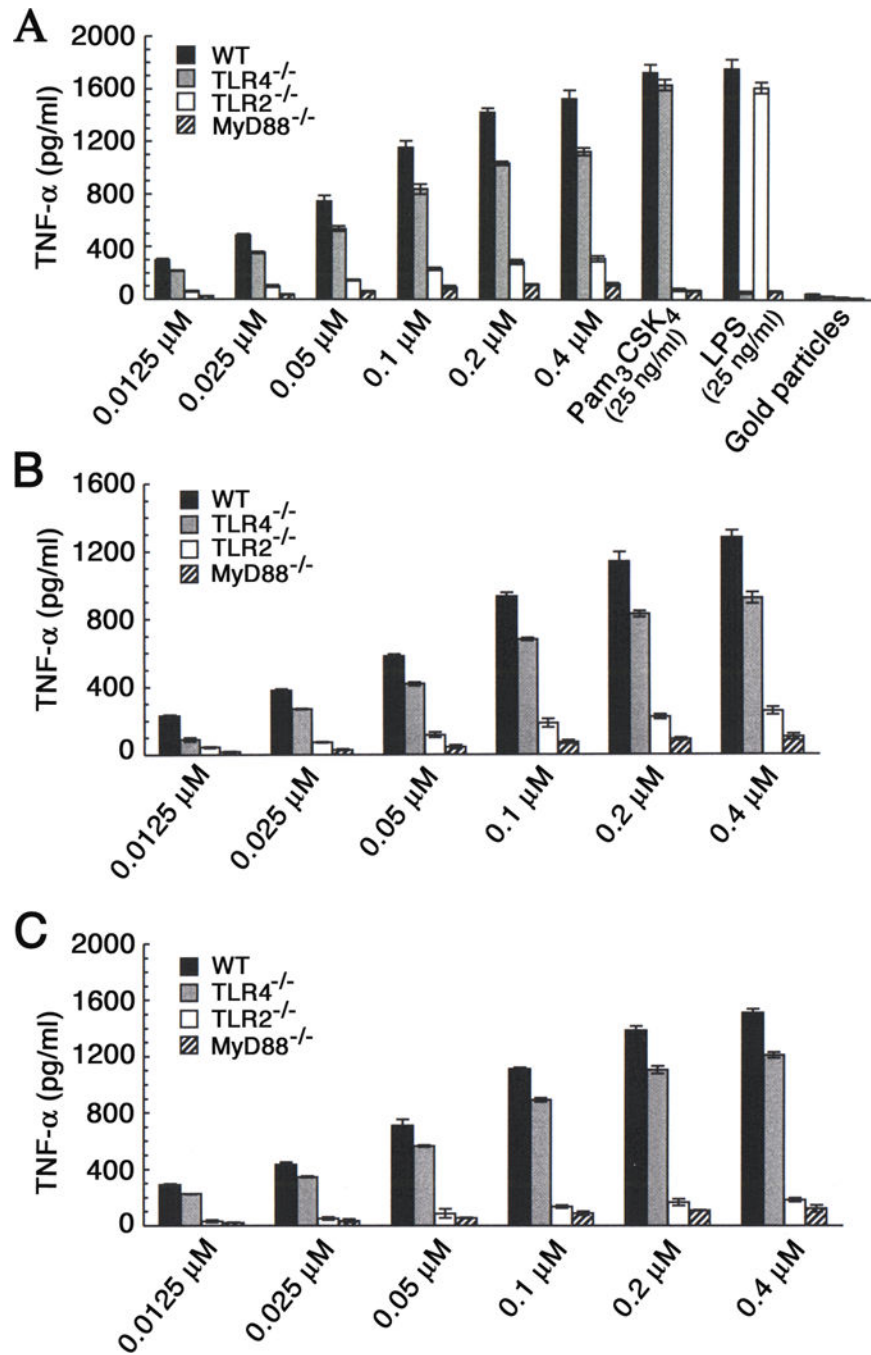 A
2000
1600
1200
800
400
0
TNF-α (pg/ml)
WT
TLR4-/-
TLR2-/-
MyD88-/-
0.0125 μM
0.025 μM
0.05 μM
0.1 μM
0.2 μM
0.4 μM
Pam3CSK4
(25 ng/ml)
LPS
(25 ng/ml)
Gold particles
B
1600
1200
800
400
0
TNF-α (pg/ml)
WT
TLR4-/-
TLR2-/-
MyD88-/-
0.0125 μM
0.025 μM
0.05 μM
0.1 μM
0.2 μM
0.4 μM
C
2000
1600
1200
800
400
0
TNF-α (pg/ml)
WT
TLR4-/-
TLR2-/-
MyD88-/-
0.0125 μM
0.025 μM
0.05 μM
0.1 μM
0.2 μM
0.4 μM